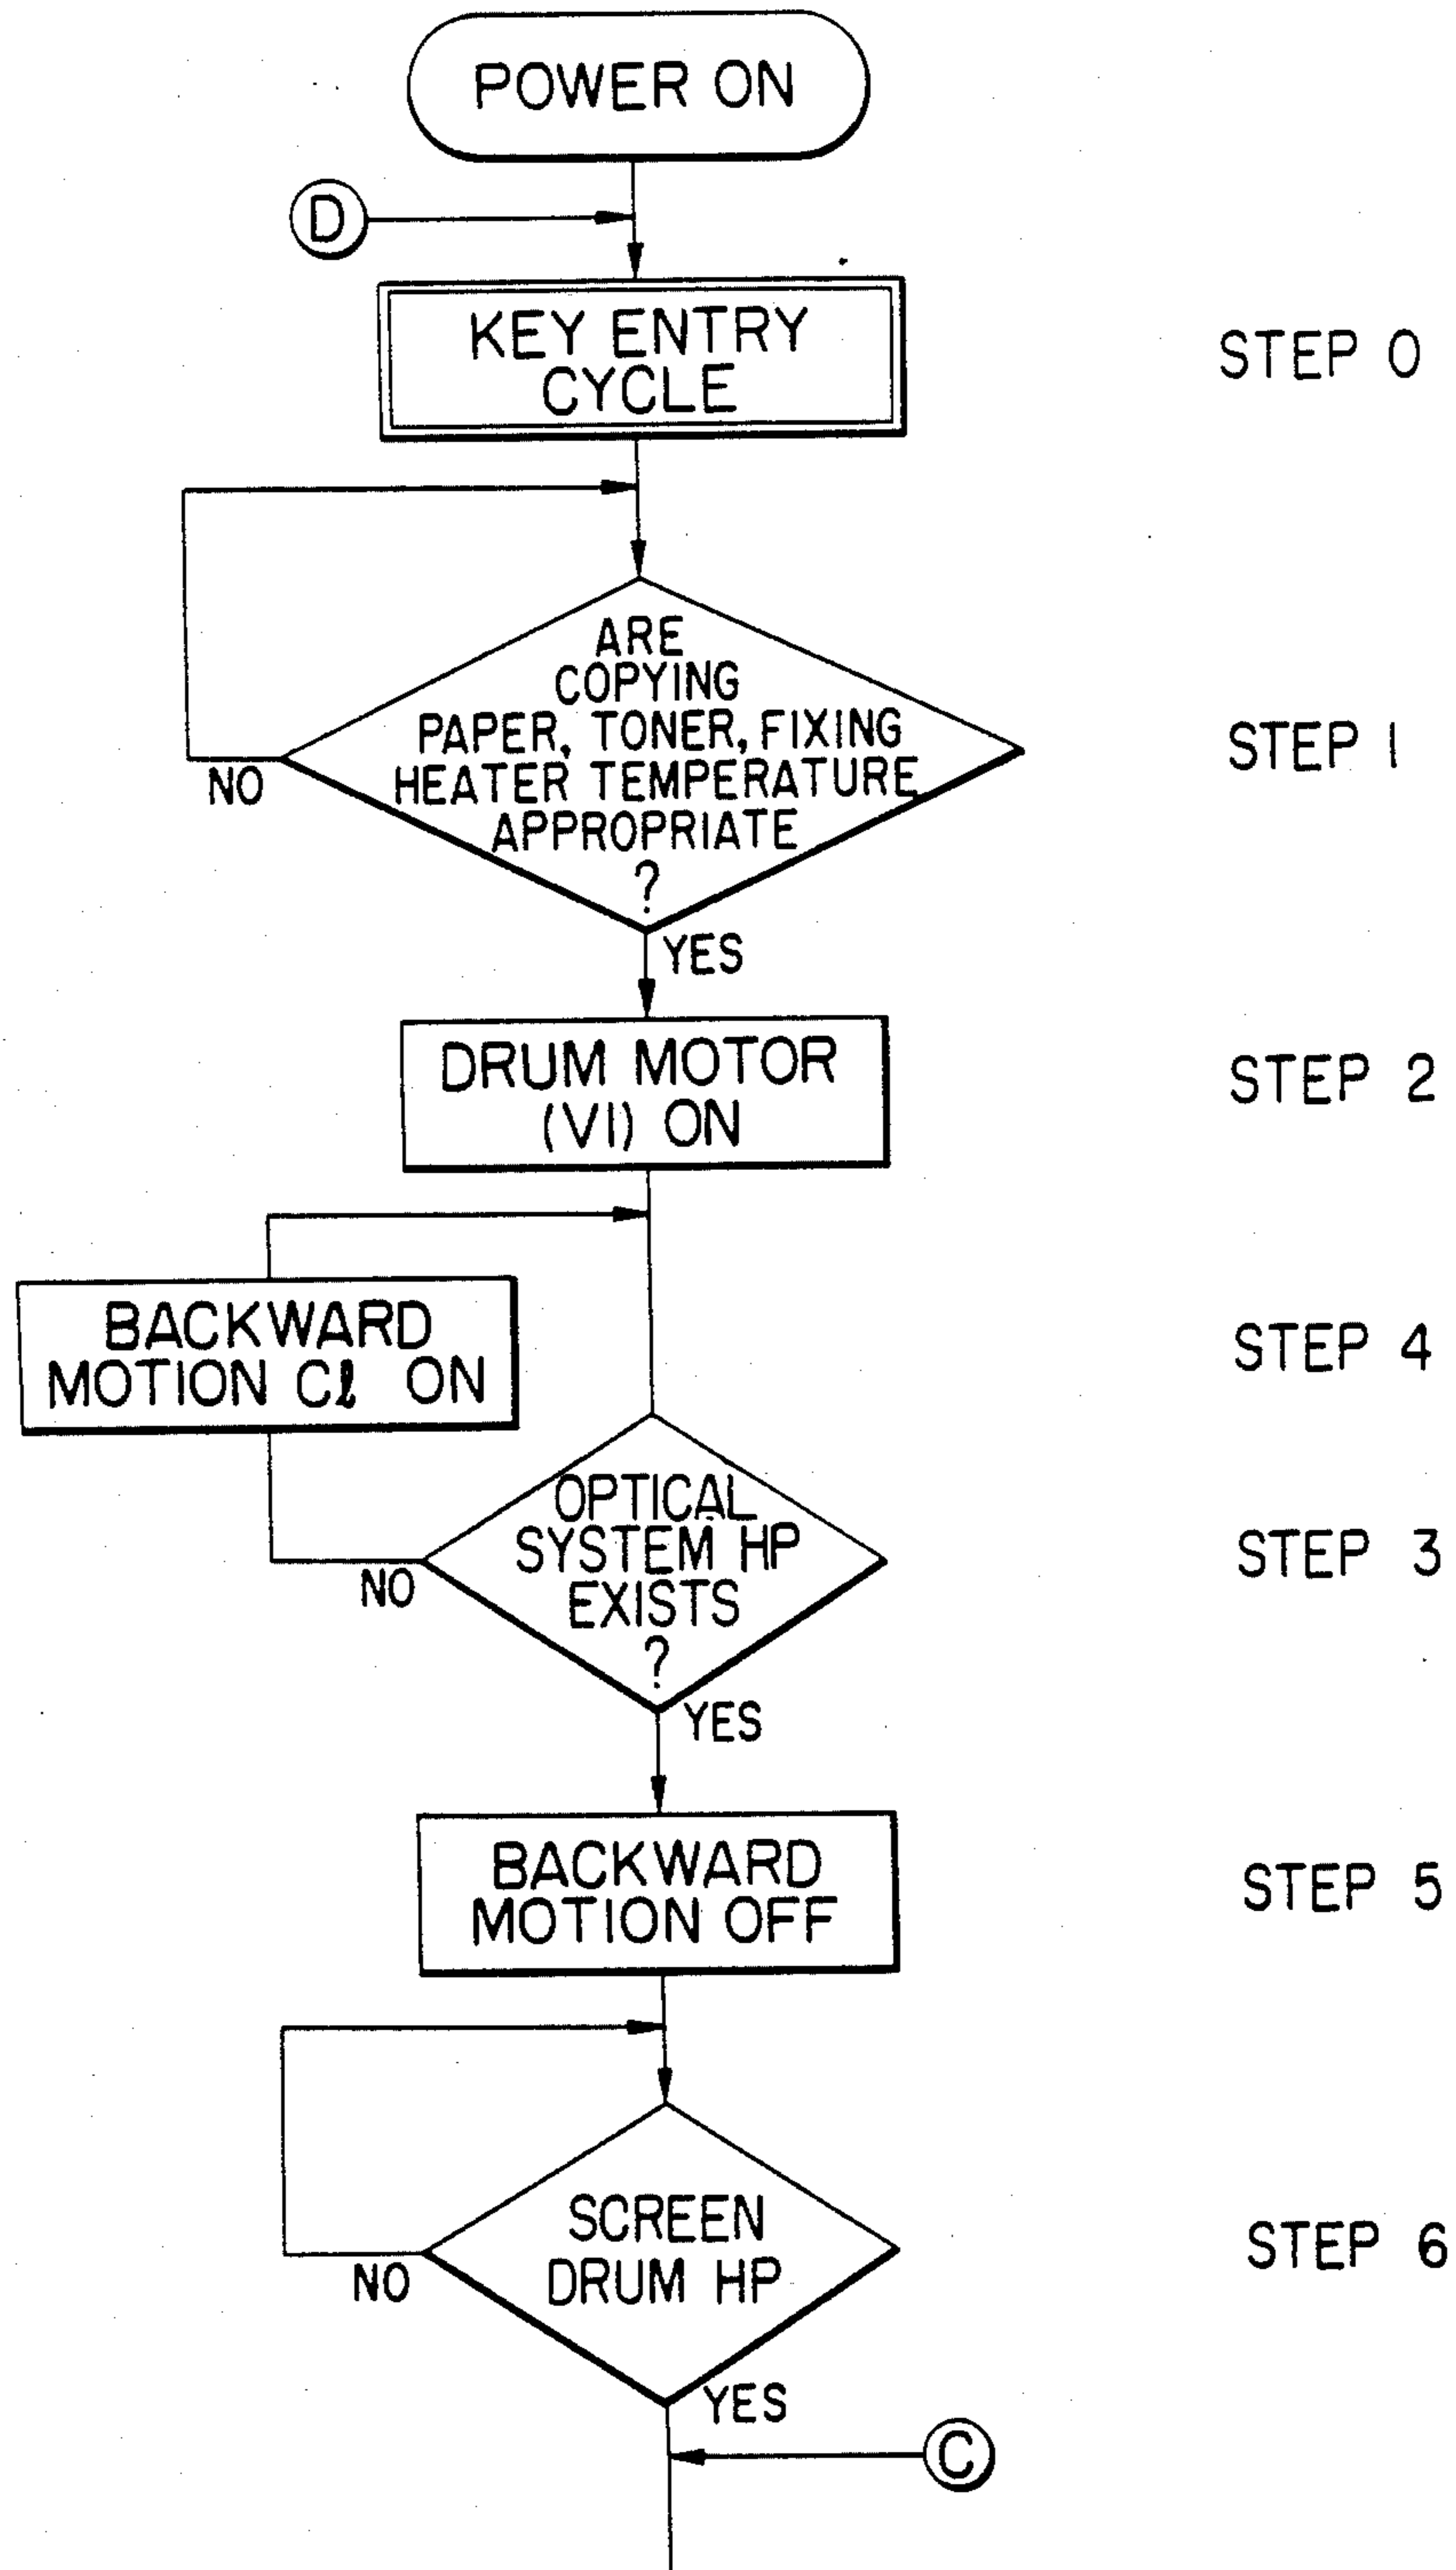 POWER ON
D
KEY ENTRY
CYCLE
STEP 0
ARE
COPYING
PAPER, TONER, FIXING
HEATER TEMPERATURE
APPROPRIATE
?
STEP 1
NO
YES
DRUM MOTOR
(V1) ON
STEP 2
BACKWARD
MOTION Cl ON
STEP 4
OPTICAL
SYSTEM HP
EXISTS
?
STEP 3
NO
YES
BACKWARD
MOTION OFF
STEP 5
SCREEN
DRUM HP
STEP 6
NO
YES
C